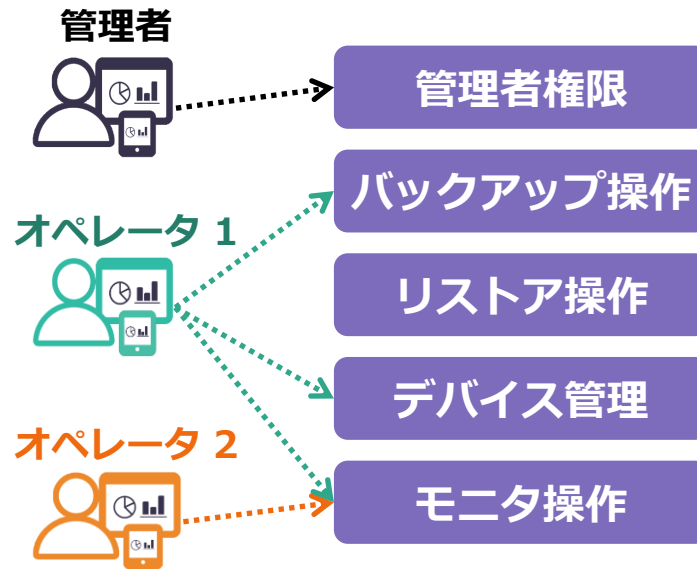 管理者
管理者権限
バックアップ操作
オペレータ 1
リストア操作
デバイス管理
オペレータ 2
モニタ操作